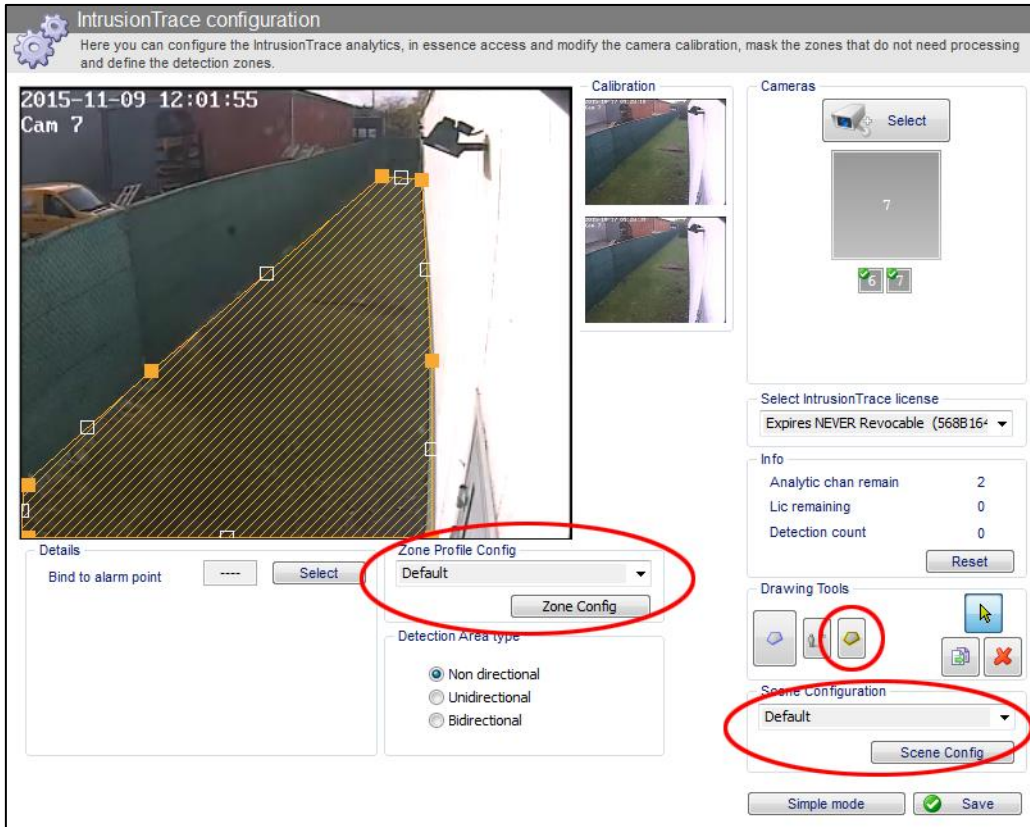 IntrusionTrace configuration
Here you can configure the IntrusionTrace analytics, in essence access and modify the camera calibration, mask the zones that do not need processing
and define the detection zones.
2015-11-09 12:01:55
Cam 7
Calibration
Cameras
Select
7
6 7
Select IntrusionTrace license
Expires NEVER Revocable (568B164
Info
Analytic chan remain 2
Lic remaining 0
Detection count 0
Reset
Details
Bind to alarm point ---- Select
Zone Profile Config
Default
Zone Config
Detection Area type
Non directional
Unidirectional
Bidirectional
Drawing Tools
Scene Configuration
Default
Scene Config
Simple mode
Save